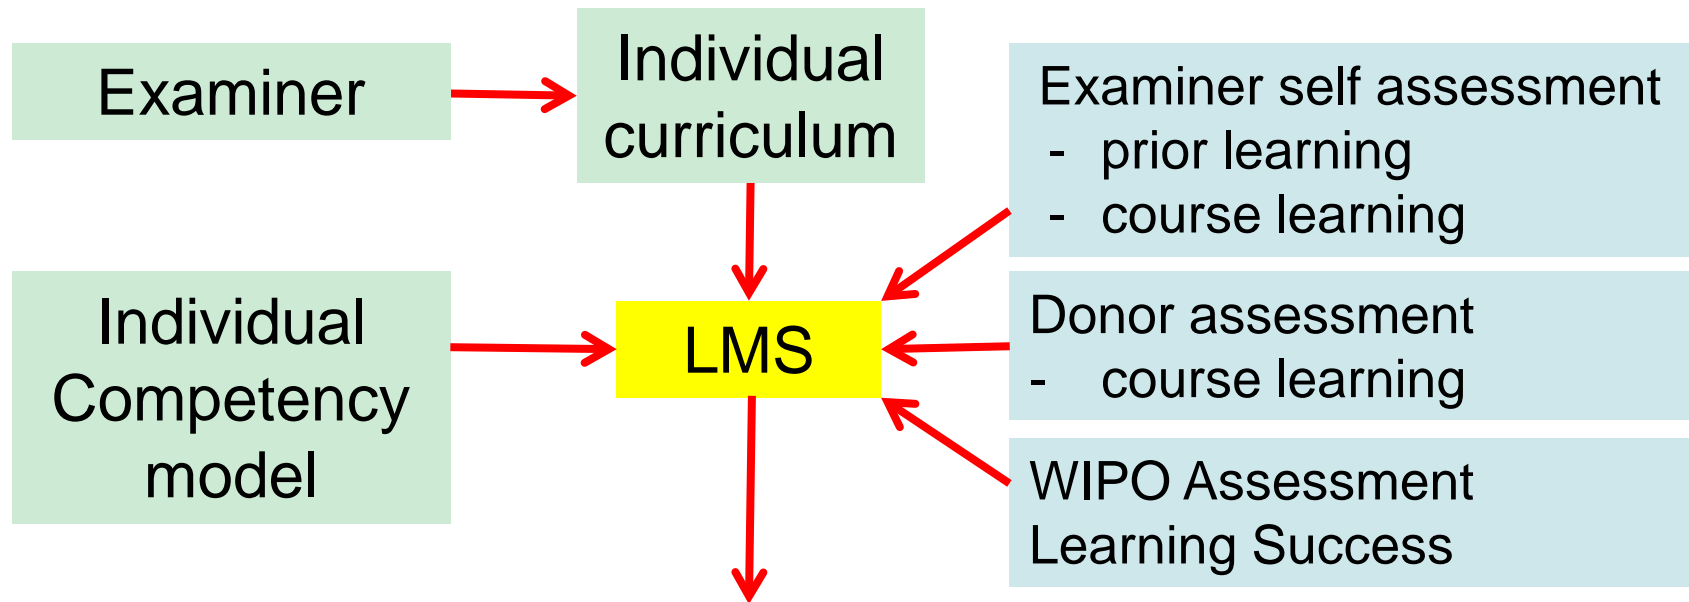 Examiner
Individual
curriculum
Examiner self assessment
- prior learning
- course learning
Individual
Competency
model
LMS
Donor assessment
- course learning
WIPO Assessment
Learning Success